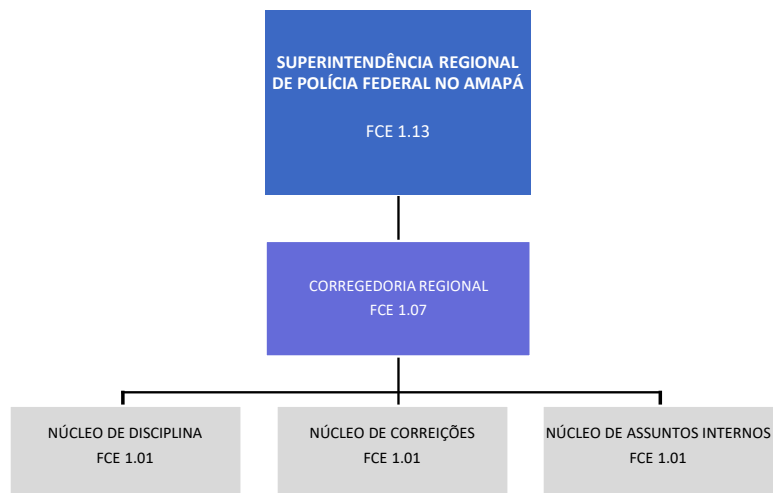 SUPERINTENDÊNCIA REGIONAL
DE POLÍCIA FEDERAL NO AMAPÁ
FCE 1.13
CORREGEDORIA REGIONAL
FCE 1.07
NÚCLEO DE DISCIPLINA
FCE 1.01
NÚCLEO DE CORREIÇÕES
FCE 1.01
NÚCLEO DE ASSUNTOS INTERNOS
FCE 1.01